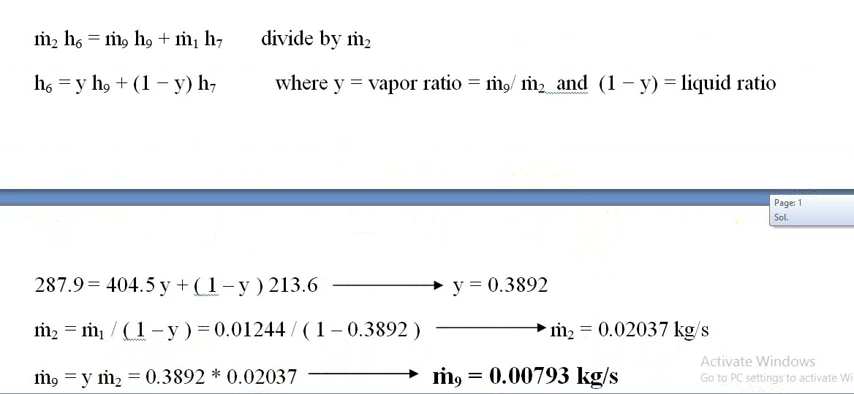 ṁ₂ h₆ = ṁ₉ h₉ + ṁ₁ h₇ divide by ṁ₂
h₆ = y h₉ + (1 − y) h₇ where y = vapor ratio = ṁ₉/ ṁ₂ and (1 − y) = liquid ratio
Page: 1
Sol.
287.9 = 404.5 y + ( 1 – y ) 213.6 ⟶ y = 0.3892
ṁ₂ = ṁ₁ / ( 1 – y ) = 0.01244 / ( 1 – 0.3892 ) ⟶ ṁ₂ = 0.02037 kg/s
ṁ₉ = y ṁ₂ = 0.3892 * 0.02037 ⟶ ṁ₉ = 0.00793 kg/s
Activate Windows
Go to PC settings to activate Wi